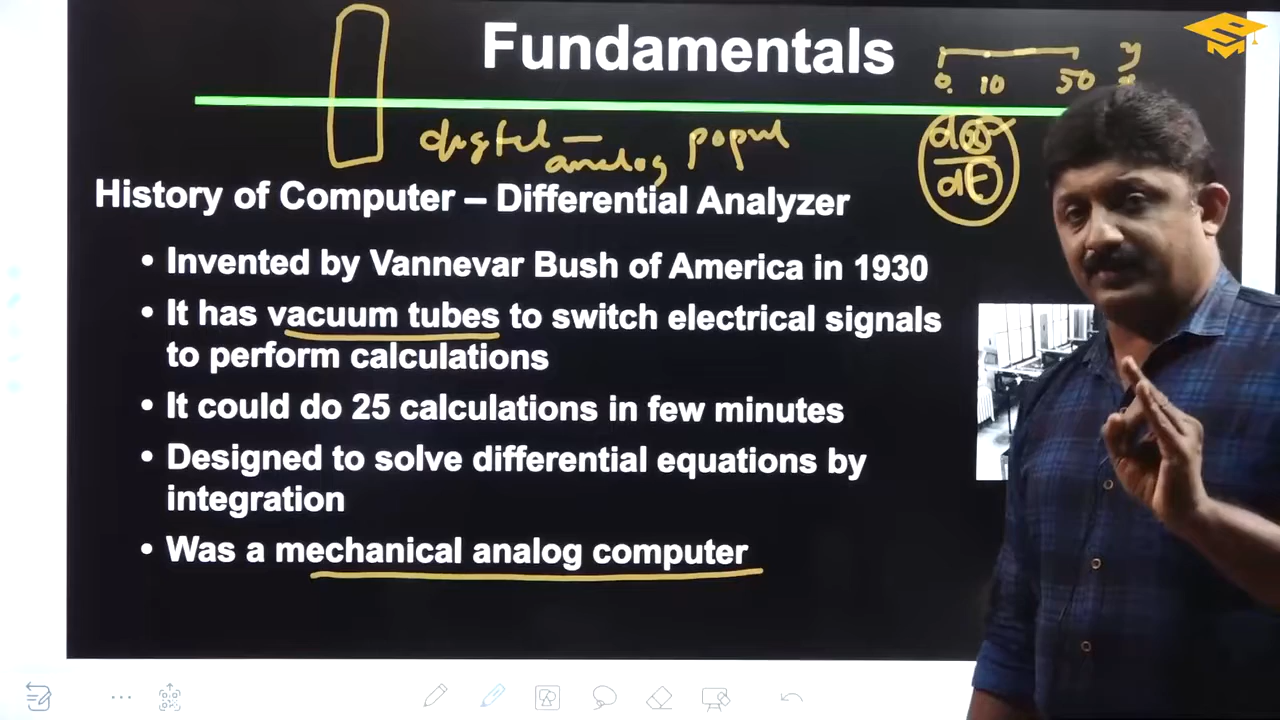 Fundamentals
0 10 50 y
digital – analog popul
dx
dt
History of Computer – Differential Analyzer
• Invented by Vannevar Bush of America in 1930
• It has vacuum tubes to switch electrical signals
to perform calculations
• It could do 25 calculations in few minutes
• Designed to solve differential equations by
integration
• Was a mechanical analog computer